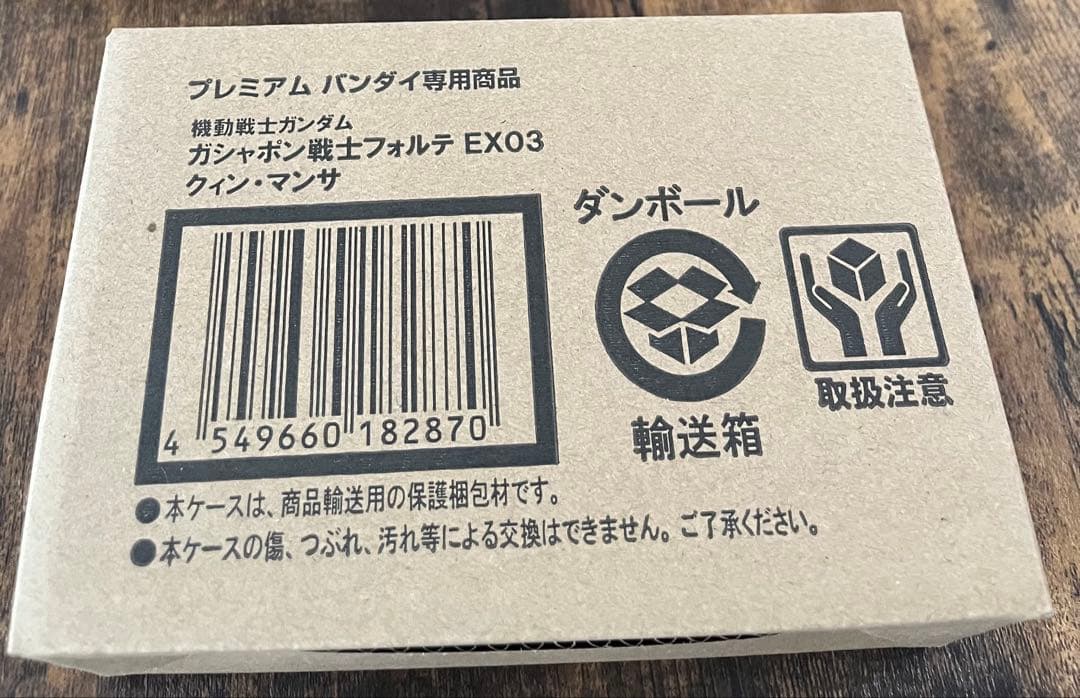 プレミアム バンダイ専用商品
機動戦士ガンダム
ガシャポン戦士フォルテ EX03
クィン・マンサ
ダンボール
4 549660 182870
輸送箱
取扱注意
●本ケースは、商品輸送用の保護梱包材です。
●本ケースの傷、つぶれ、汚れ等による交換はできません。ご了承ください。